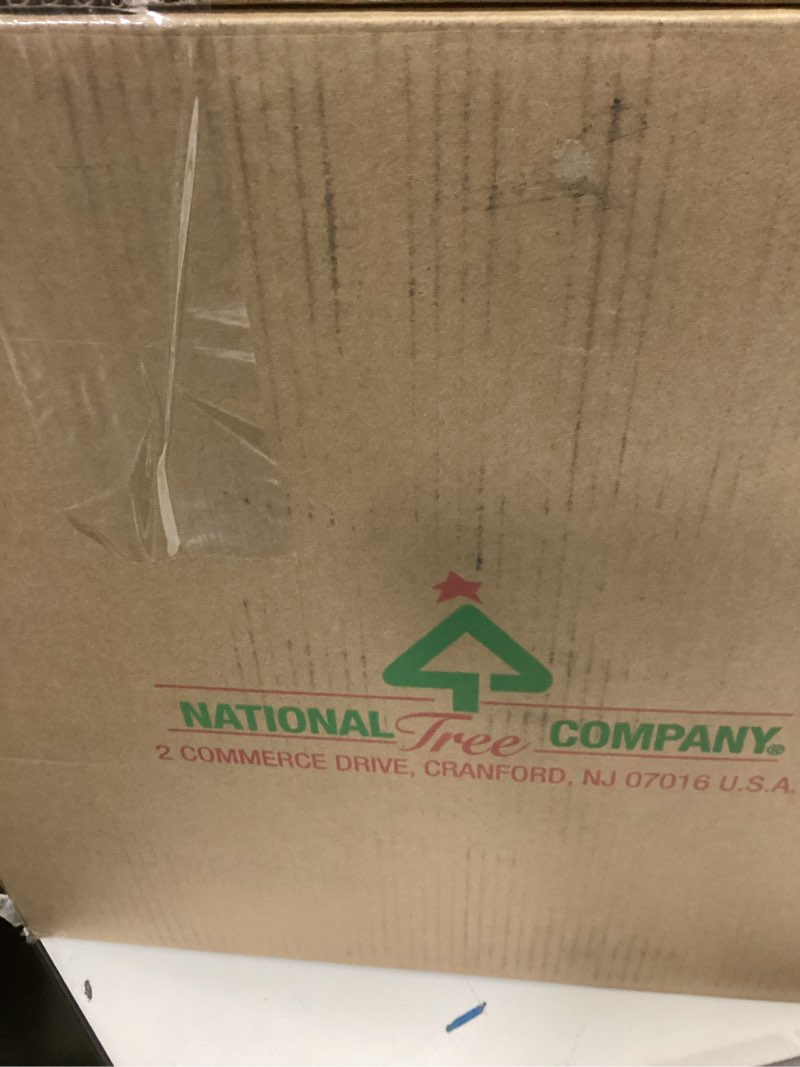 NATIONAL Tree COMPANY®
2 COMMERCE DRIVE, CRANFORD, NJ 07016 U.S.A.